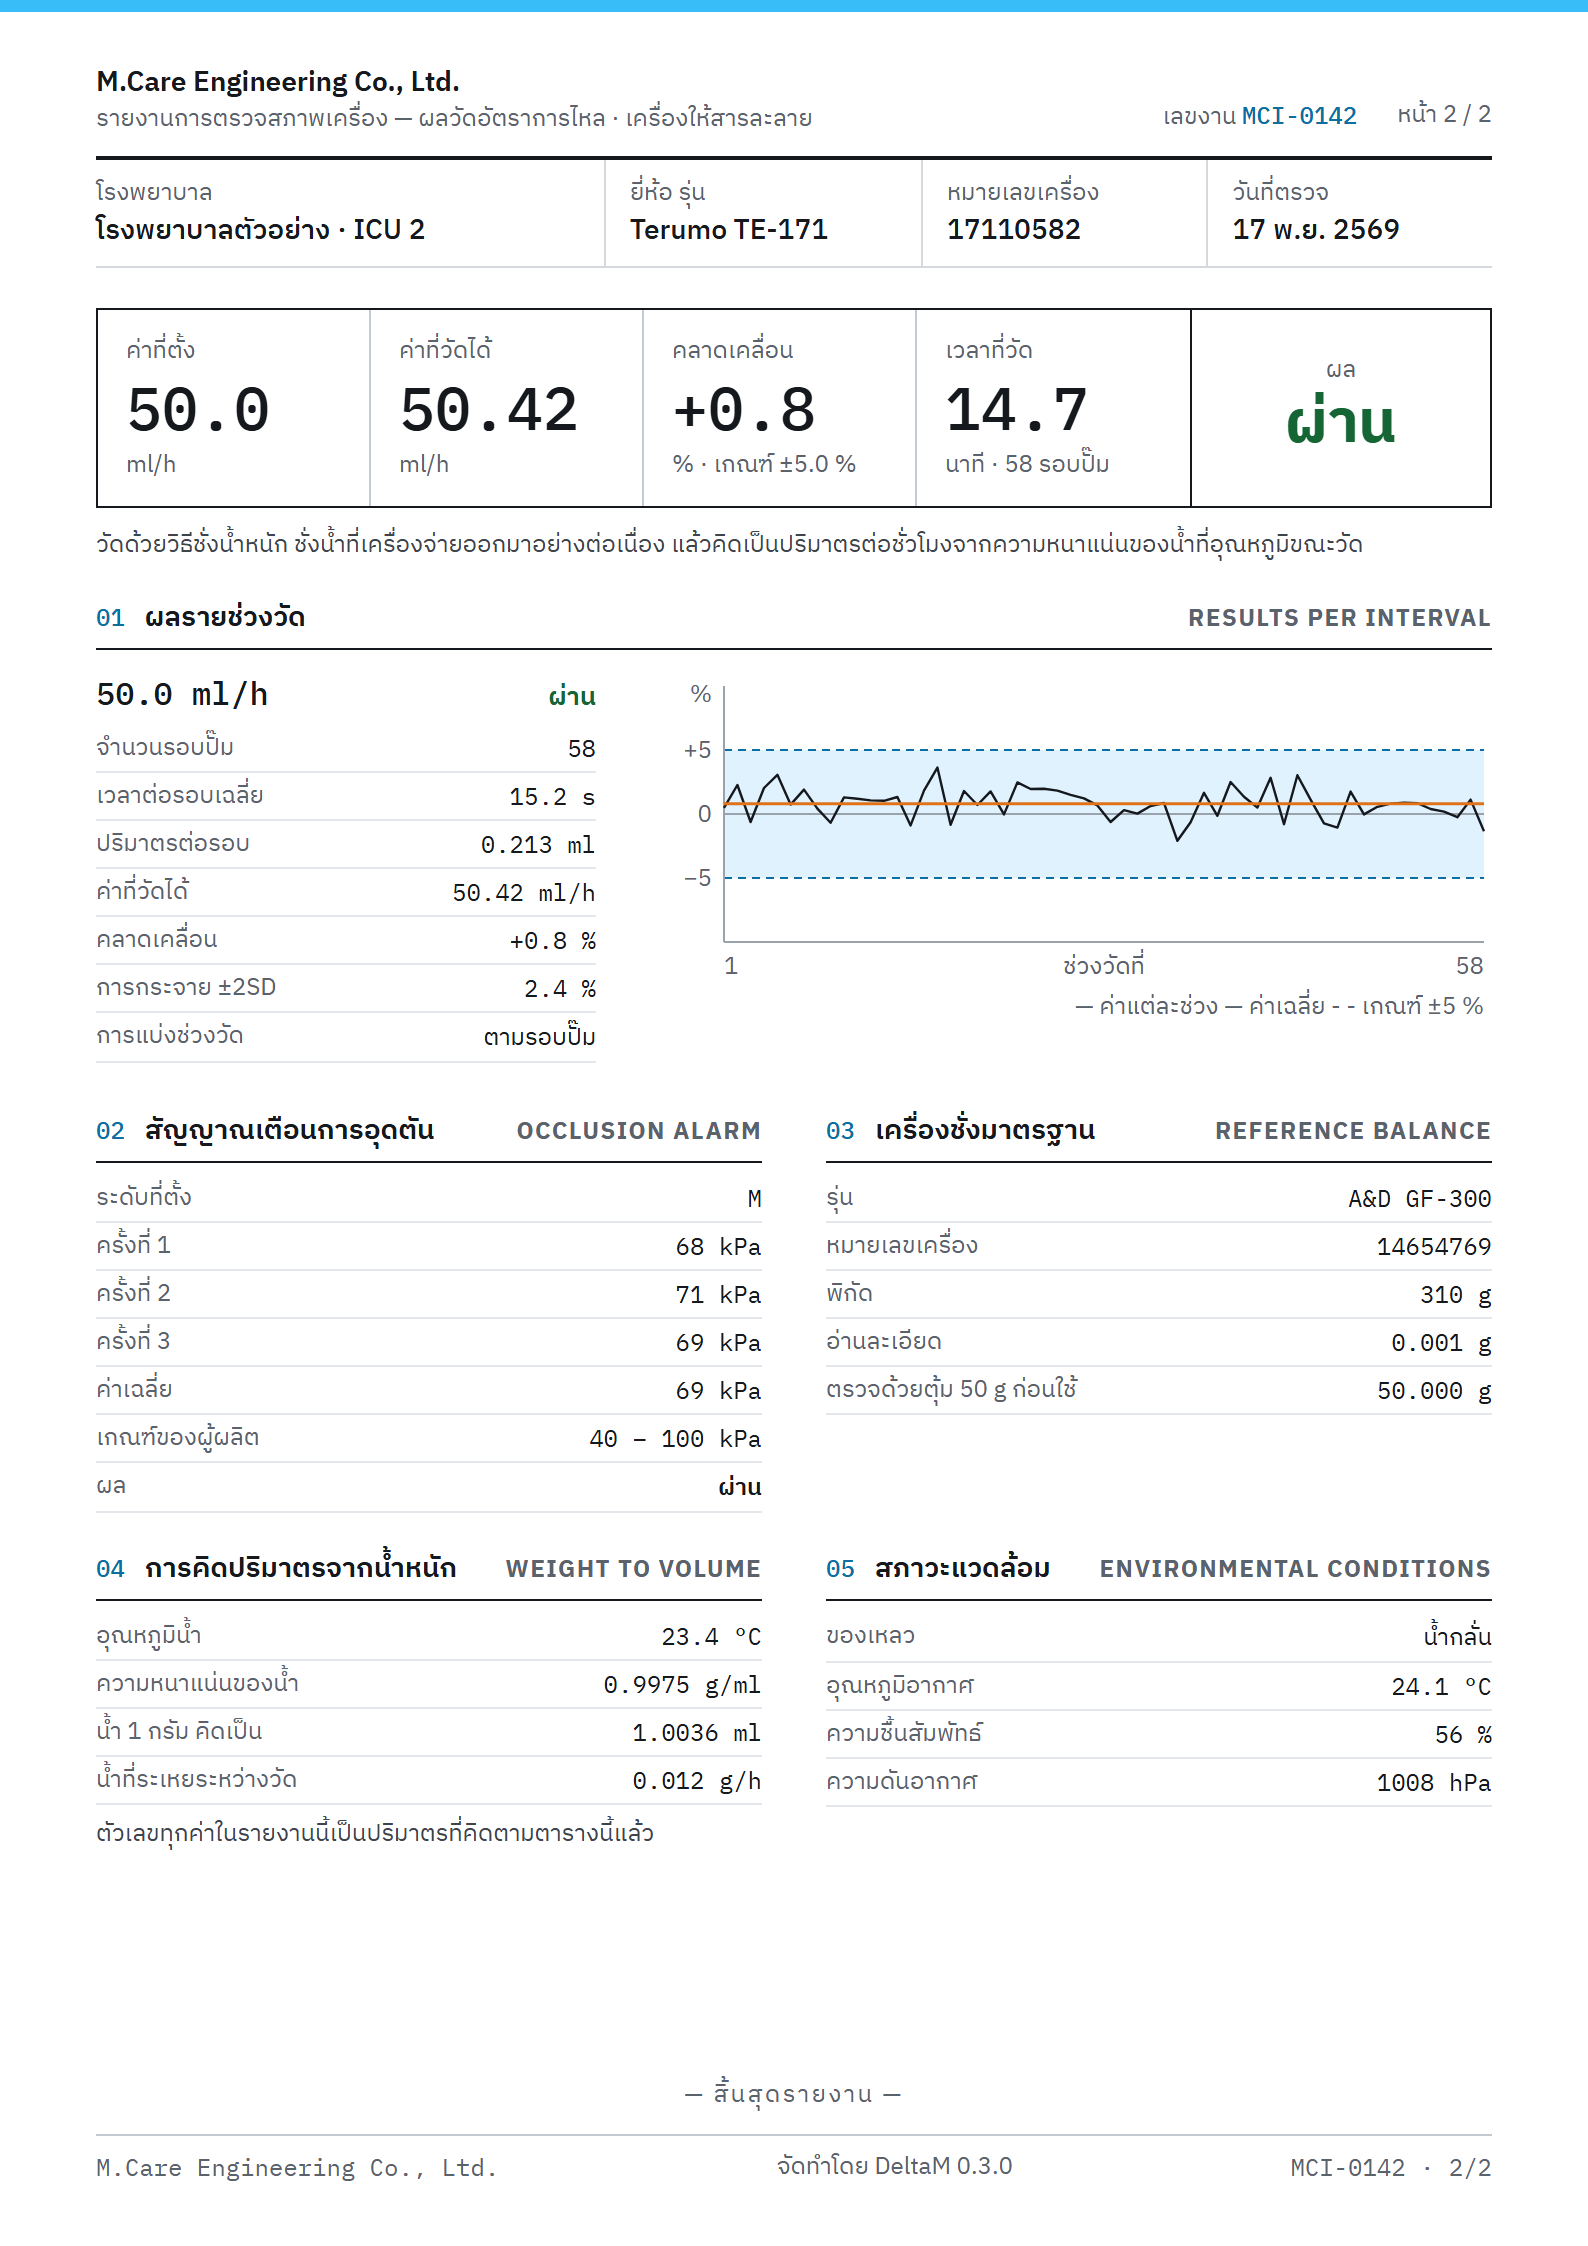 M.Care Engineering Co., Ltd.
รายงานการตรวจสภาพเครื่อง — ผลวัดอัตราการไหล · เครื่องให้สารละลาย
เลขงาน MCI-0142 หน้า 2 / 2
โรงพยาบาล
โรงพยาบาลตัวอย่าง · ICU 2
ยี่ห้อ รุ่น
Terumo TE-171
หมายเลขเครื่อง
17110582
วันที่ตรวจ
17 พ.ย. 2569
ค่าที่ตั้ง
50.0
ml/h
ค่าที่วัดได้
50.42
ml/h
คลาดเคลื่อน
+0.8
% · เกณฑ์ ±5.0 %
เวลาที่วัด
14.7
นาที · 58 รอบปั๊ม
ผล
ผ่าน
วัดด้วยวิธีชั่งน้ำหนัก ชั่งน้ำที่เครื่องจ่ายออกมาอย่างต่อเนื่อง แล้วคิดเป็นปริมาตรต่อชั่วโมงจากความหนาแน่นของน้ำที่อุณหภูมิขณะวัด
01 ผลรายช่วงวัด RESULTS PER INTERVAL
50.0 ml/h ผ่าน
จำนวนรอบปั๊ม 58
เวลาต่อรอบเฉลี่ย 15.2 s
ปริมาตรต่อรอบ 0.213 ml
ค่าที่วัดได้ 50.42 ml/h
คลาดเคลื่อน +0.8 %
การกระจาย ±2SD 2.4 %
การแบ่งช่วงวัด ตามรอบปั๊ม
%
+5
0
−5
1 ช่วงวัดที่ 58
— ค่าแต่ละช่วง — ค่าเฉลี่ย - - เกณฑ์ ±5 %
02 สัญญาณเตือนการอุดตัน OCCLUSION ALARM
ระดับที่ตั้ง M
ครั้งที่ 1 68 kPa
ครั้งที่ 2 71 kPa
ครั้งที่ 3 69 kPa
ค่าเฉลี่ย 69 kPa
เกณฑ์ของผู้ผลิต 40 – 100 kPa
ผล ผ่าน
03 เครื่องชั่งมาตรฐาน REFERENCE BALANCE
รุ่น A&D GF-300
หมายเลขเครื่อง 14654769
พิกัด 310 g
อ่านละเอียด 0.001 g
ตรวจด้วยตุ้ม 50 g ก่อนใช้ 50.000 g
04 การคิดปริมาตรจากน้ำหนัก WEIGHT TO VOLUME
อุณหภูมิน้ำ 23.4 °C
ความหนาแน่นของน้ำ 0.9975 g/ml
น้ำ 1 กรัม คิดเป็น 1.0036 ml
น้ำที่ระเหยระหว่างวัด 0.012 g/h
ตัวเลขทุกค่าในรายงานนี้เป็นปริมาตรที่คิดตามตารางนี้แล้ว
05 สภาวะแวดล้อม ENVIRONMENTAL CONDITIONS
ของเหลว น้ำกลั่น
อุณหภูมิอากาศ 24.1 °C
ความชื้นสัมพัทธ์ 56 %
ความดันอากาศ 1008 hPa
— สิ้นสุดรายงาน —
M.Care Engineering Co., Ltd. จัดทำโดย DeltaM 0.3.0 MCI-0142 · 2/2